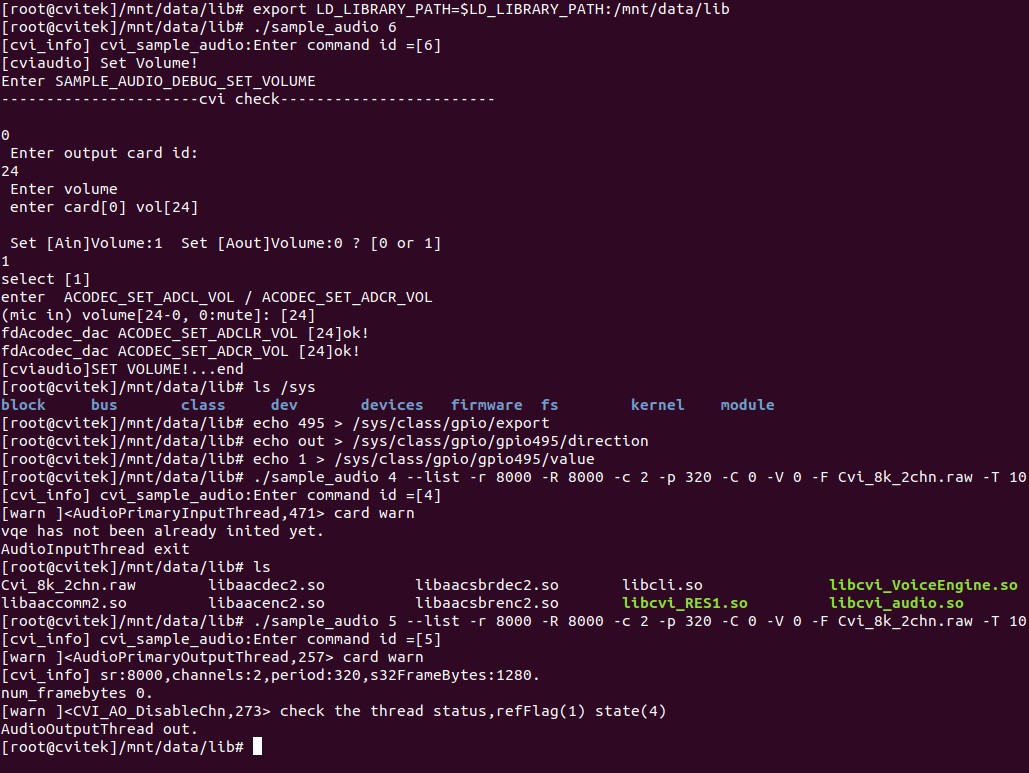 [root@cvitek]/mnt/data/lib# export LD_LIBRARY_PATH=$LD_LIBRARY_PATH:/mnt/data/lib
[root@cvitek]/mnt/data/lib# ./sample_audio 6
[cvi_info] cvi_sample_audio:Enter command id =[6]
[cviaudio] Set Volume!
Enter SAMPLE_AUDIO_DEBUG_SET_VOLUME
----------------------cvi check------------------------
0
Enter output card id:
24
Enter volume
enter card[0] vol[24]
Set [Ain]Volume:1  Set [Aout]Volume:0 ? [0 or 1]
1
select [1]
enter  ACODEC_SET_ADCL_VOL / ACODEC_SET_ADCR_VOL
(mic in) volume[24-0, 0:mute]: [24]
fdAcodec_dac ACODEC_SET_ADCLR_VOL [24]ok!
fdAcodec_dac ACODEC_SET_ADCR_VOL [24]ok!
[cviaudio]SET VOLUME!...end
[root@cvitek]/mnt/data/lib# ls /sys
block     bus       class     dev       devices   firmware  fs        kernel    module
[root@cvitek]/mnt/data/lib# echo 495 > /sys/class/gpio/export
[root@cvitek]/mnt/data/lib# echo out > /sys/class/gpio/gpio495/direction
[root@cvitek]/mnt/data/lib# echo 1 > /sys/class/gpio/gpio495/value
[root@cvitek]/mnt/data/lib# ./sample_audio 4 --list -r 8000 -R 8000 -c 2 -p 320 -C 0 -V 0 -F Cvi_8k_2chn.raw -T 10
[cvi_info] cvi_sample_audio:Enter command id =[4]
[warn ]<AudioPrimaryInputThread,471> card warn
vqe has not been already inited yet.
AudioInputThread exit
[root@cvitek]/mnt/data/lib# ls
Cvi_8k_2chn.raw        libaacdec2.so          libaacsbrdec2.so       libcli.so              libcvi_VoiceEngine.so
libaaccomm2.so         libaacenc2.so          libaacsbrenc2.so       libcvi_RES1.so         libcvi_audio.so
[root@cvitek]/mnt/data/lib# ./sample_audio 5 --list -r 8000 -R 8000 -c 2 -p 320 -C 0 -V 0 -F Cvi_8k_2chn.raw -T 10
[cvi_info] cvi_sample_audio:Enter command id =[5]
[warn ]<AudioPrimaryOutputThread,257> card warn
[cvi_info] sr:8000,channels:2,period:320,s32FrameBytes:1280.
num_framebytes 0.
[warn ]<CVI_AO_DisableChn,273> check the thread status,refFlag(1) state(4)
AudioOutputThread out.
[root@cvitek]/mnt/data/lib#